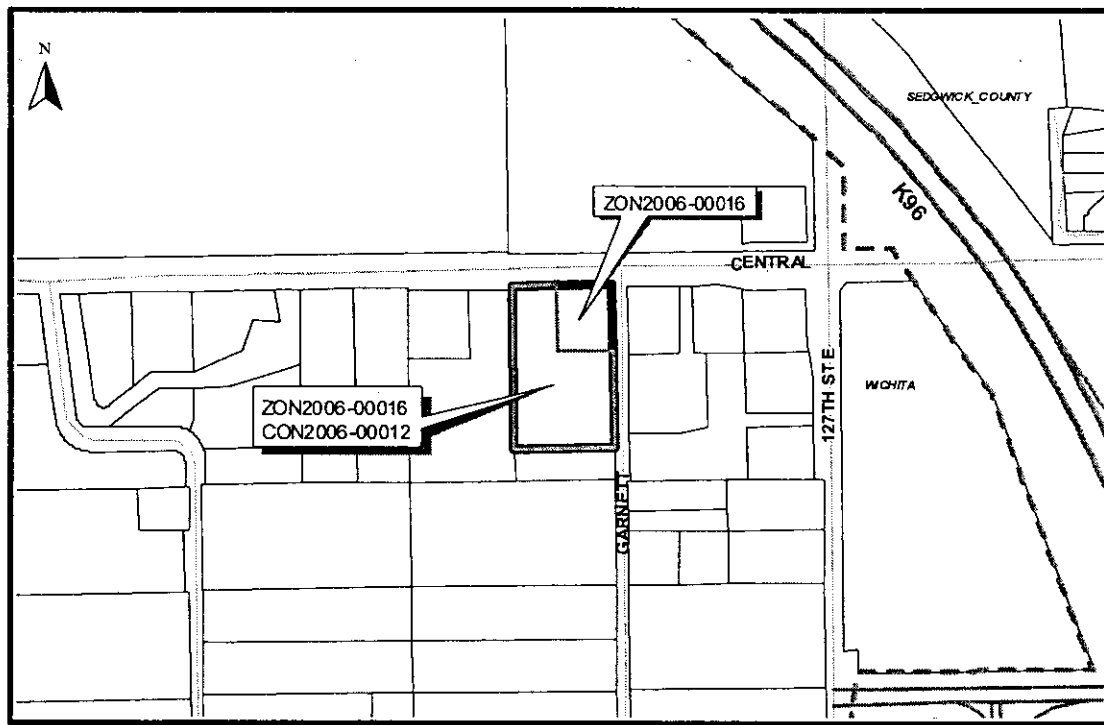 N
SEDGWICK_COUNTY
K96
ZON2006-00016
CENTRAL
127TH ST E
WICHITA
ZON2006-00016
CON2006-00012
GARNETT